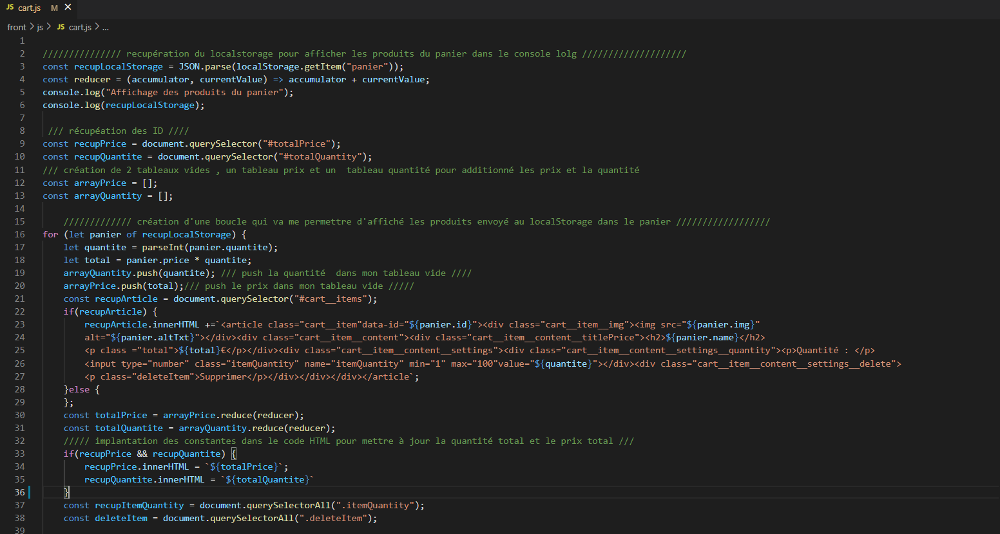 JS cart.js M ×
front > js > JS cart.js > ...
1
2 /////////////// recupération du localstorage pour afficher les produits du panier dans le console lolg ////////////////////
3 const recupLocalStorage = JSON.parse(localStorage.getItem("panier"));
4 const reducer = (accumulator, currentValue) => accumulator + currentValue;
5 console.log("Affichage des produits du panier");
6 console.log(recupLocalStorage);
7
8 /// récupéation des ID ////
9 const recupPrice = document.querySelector("#totalPrice");
10 const recupQuantite = document.querySelector("#totalQuantity");
11 /// création de 2 tableaux vides , un tableau prix et un  tableau quantité pour additionné les prix et la quantité
12 const arrayPrice = [];
13 const arrayQuantity = [];
14
15 ///////////// création d'une boucle qui va me permettre d'affiché les produits envoyé au localStorage dans le panier //////////////////
16 for (let panier of recupLocalStorage) {
17 let quantite = parseInt(panier.quantite);
18 let total = panier.price * quantite;
19 arrayQuantity.push(quantite); /// push la quantité  dans mon tableau vide ////
20 arrayPrice.push(total);/// push le prix dans mon tableau vide /////
21 const recupArticle = document.querySelector("#cart__items");
22 if(recupArticle) {
23 recupArticle.innerHTML +=`<article class="cart__item"data-id="${panier.id}"><div class="cart__item__img"><img src="${panier.img}"
24 alt="${panier.altTxt}"></div><div class="cart__item__content"><div class="cart__item__content__titlePrice"><h2>${panier.name}</h2>
25 <p class ="total">${total}€</p></div><div class="cart__item__content__settings"><div class="cart__item__content__settings__quantity"><p>Quantité : </p>
26 <input type="number" class="itemQuantity" name="itemQuantity" min="1" max="100"value="${quantite}"></div><div class="cart__item__content__settings__delete">
27 <p class="deleteItem">Supprimer</p></div></div></div></article`;
28 }else {
29 };
30 const totalPrice = arrayPrice.reduce(reducer);
31 const totalQuantite = arrayQuantity.reduce(reducer);
32 ///// implantation des constantes dans le code HTML pour mettre à jour la quantité total et le prix total ///
33 if(recupPrice && recupQuantite) {
34 recupPrice.innerHTML = `${totalPrice}`;
35 recupQuantite.innerHTML = `${totalQuantite}`
36 }
37 const recupItemQuantity = document.querySelectorAll(".itemQuantity");
38 const deleteItem = document.querySelectorAll(".deleteItem");
39